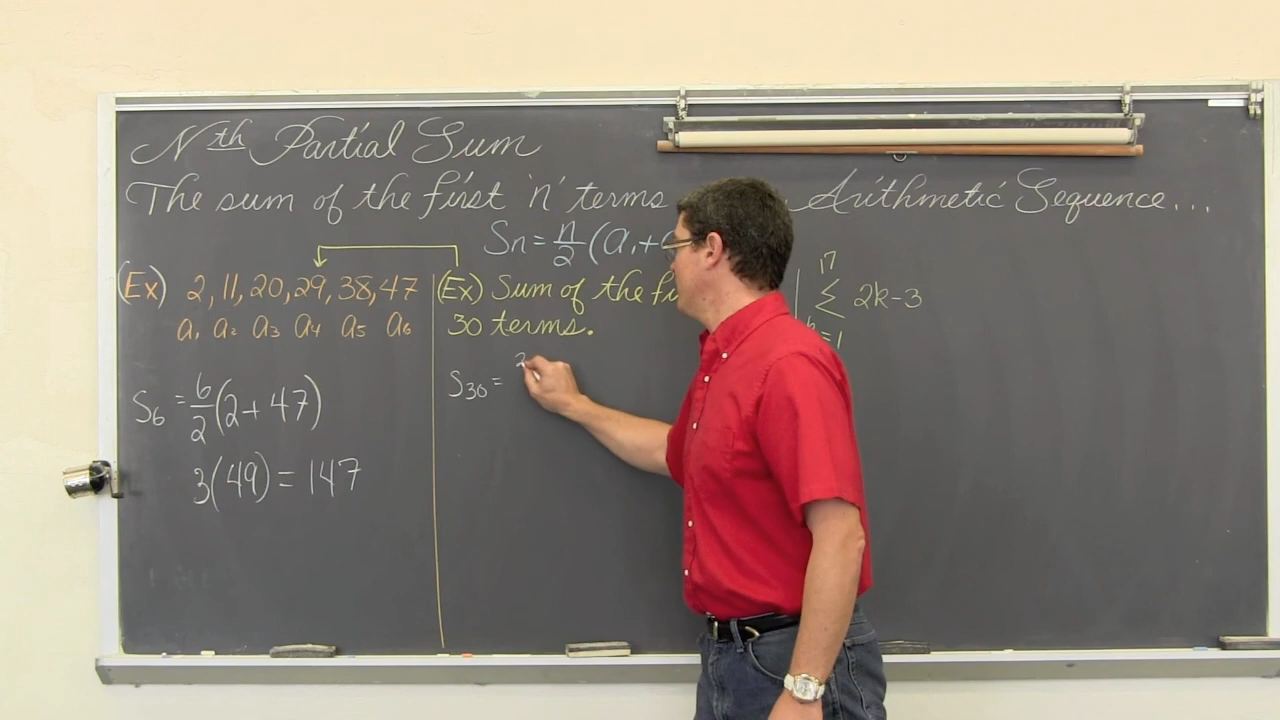 Nth Partial Sum
The sum of the first 'n' terms Arithmetic Sequence...
Sn = n/2 (a₁ +
(Ex) 2, 11, 20, 29, 38, 47
a₁ a₂ a₃ a₄ a₅ a₆
S₆ = 6/2 (2 + 47)
3(49) = 147
(Ex) Sum of the
30 terms.
S₃₀ =
17
Σ 2k-3
=1